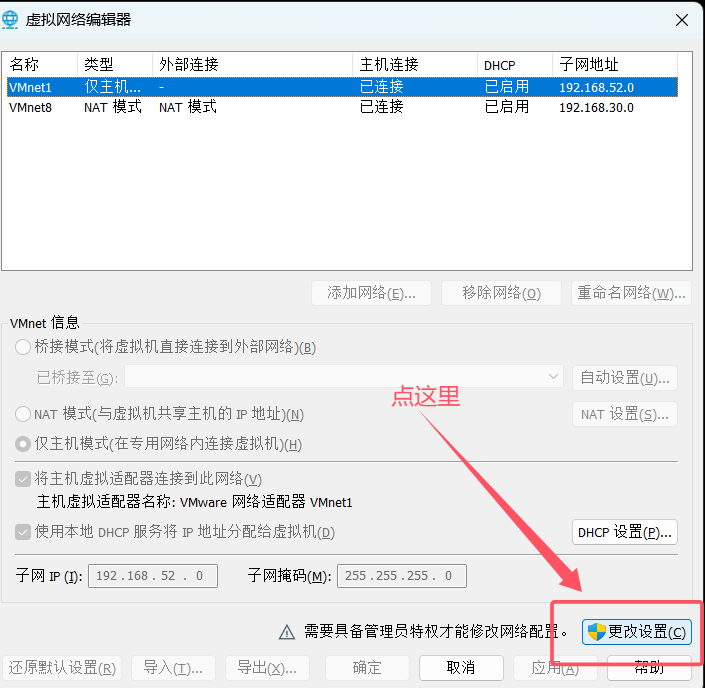 虚拟网络编辑器
名称 类型 外部连接 主机连接 DHCP 子网地址
VMnet1 仅主机... - 已连接 已启用 192.168.52.0
VMnet8 NAT 模式 NAT 模式 已连接 已启用 192.168.30.0
添加网络(E)... 移除网络(O) 重命名网络(W)...
VMnet 信息
桥接模式(将虚拟机直接连接到外部网络)(B)
已桥接至(G): 自动设置(U)...
点这里
NAT 模式(与虚拟机共享主机的 IP 地址)(N) NAT 设置(S)...
仅主机模式(在专用网络内连接虚拟机)(H)
将主机虚拟适配器连接到此网络(V)
主机虚拟适配器名称: VMware 网络适配器 VMnet1
使用本地 DHCP 服务将 IP 地址分配给虚拟机(D) DHCP 设置(P)...
子网 IP (I): 192.168. 52 . 0 子网掩码(M): 255.255.255. 0
需要具备管理员特权才能修改网络配置。 更改设置(C)
还原默认设置(R) 导入(T)... 导出(X)... 确定 取消 应用(A) 帮助